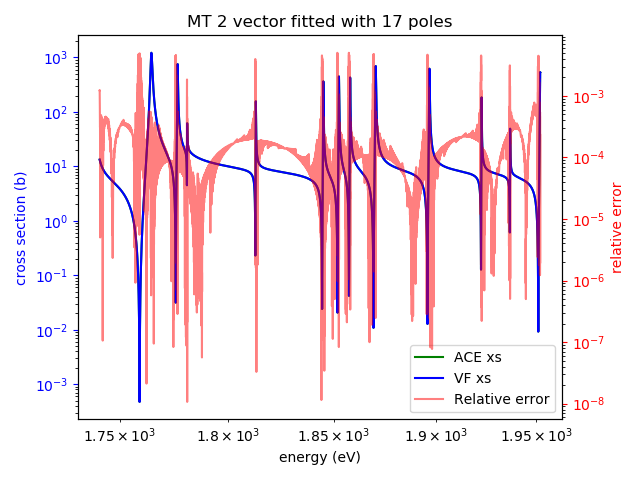 MT 2 vector fitted with 17 poles
cross section (b)
10³
10²
10¹
10⁰
10⁻¹
10⁻²
10⁻³
10⁻³
10⁻⁴
10⁻⁵
10⁻⁶
10⁻⁷
10⁻⁸
relative error
ACE xs
VF xs
Relative error
1.75 × 10³ 1.8 × 10³ 1.85 × 10³ 1.9 × 10³ 1.95 × 10³
energy (eV)